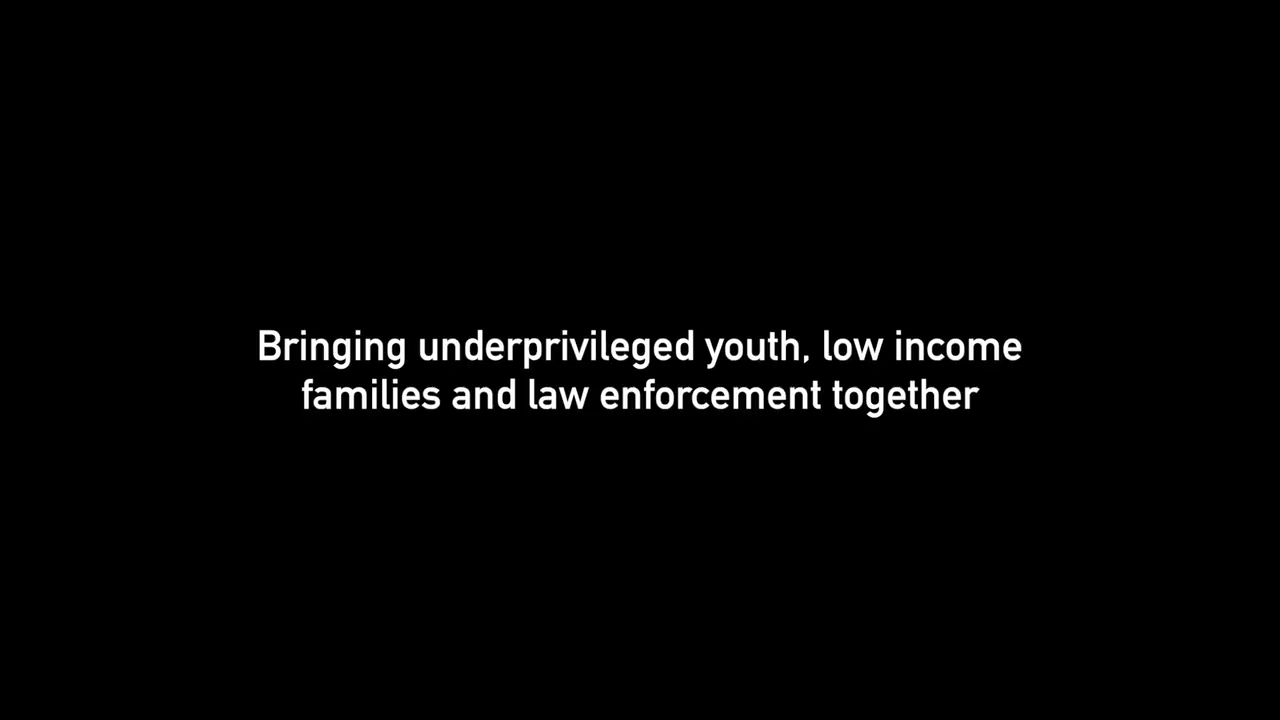 Bringing underprivileged youth, low income
families and law enforcement together